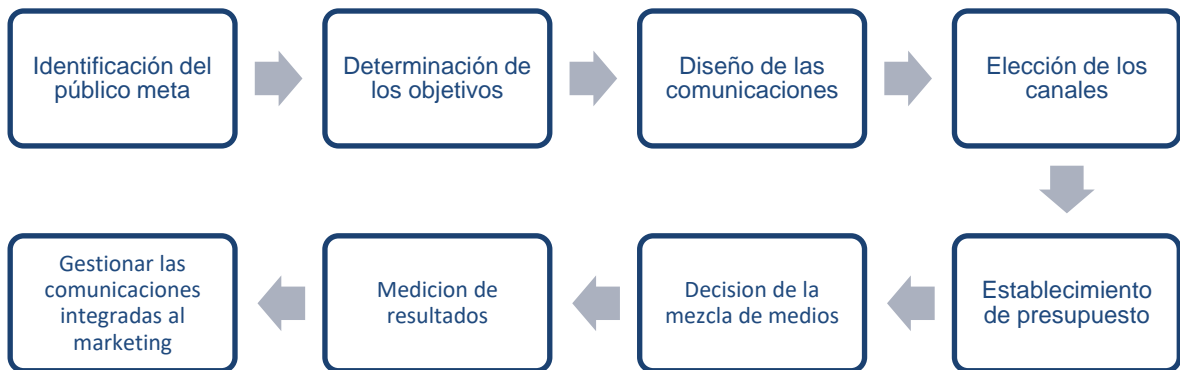 Identificación del
público meta
Determinación de
los objetivos
Diseño de las
comunicaciones
Elección de los
canales
Establecimiento
de presupuesto
Decision de la
mezcla de medios
Medicion de
resultados
Gestionar las
comunicaciones
integradas al
marketing